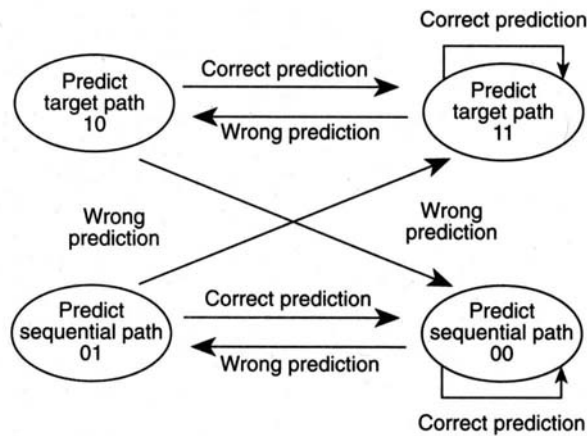 Correct prediction
Predict
target path
10
Correct prediction
Wrong prediction
Predict
target path
11
Wrong
prediction
Wrong
prediction
Predict
sequential path
01
Correct prediction
Wrong prediction
Predict
sequential path
00
Correct prediction